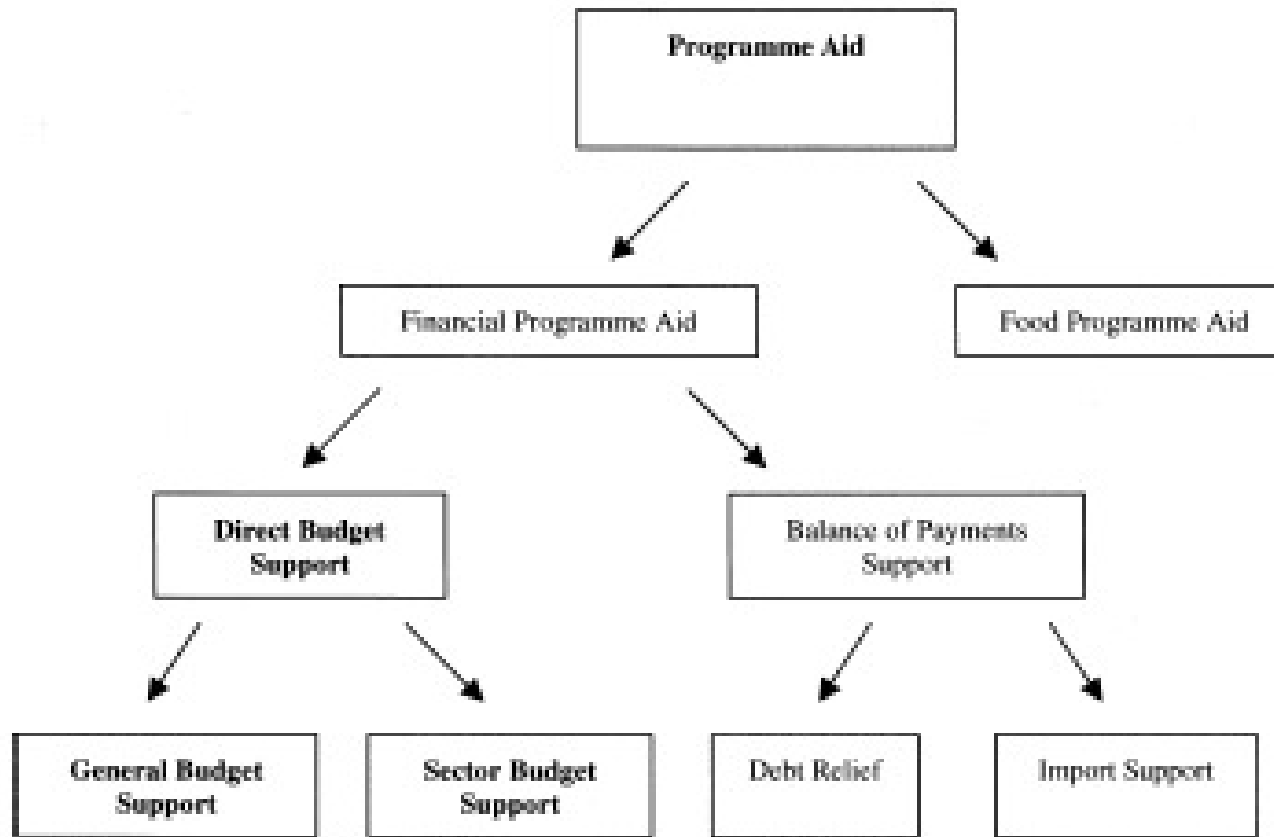 Programme Aid
Financial Programme Aid
Food Programme Aid
Direct Budget
Support
Balance of Payments
Support
General Budget
Support
Sector Budget
Support
Debt Relief
Import Support